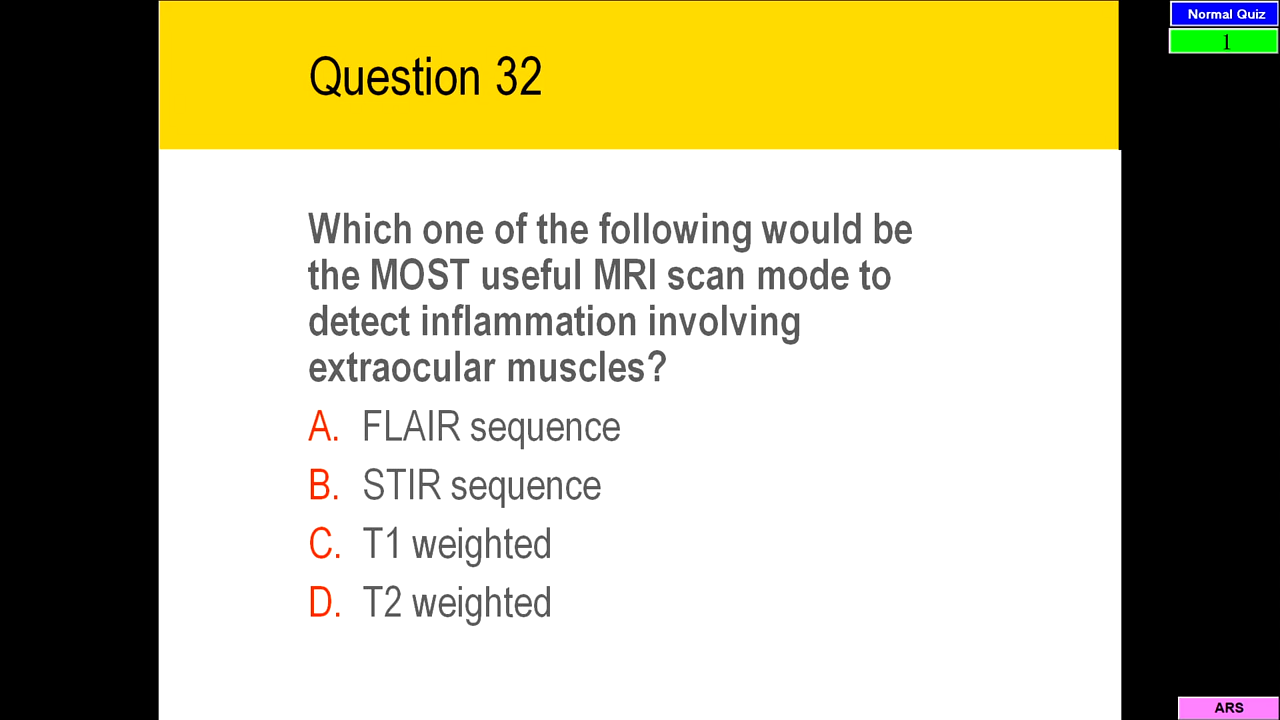 Normal Quiz
1
Question 32
Which one of the following would be
the MOST useful MRI scan mode to
detect inflammation involving
extraocular muscles?
A. FLAIR sequence
B. STIR sequence
C. T1 weighted
D. T2 weighted
ARS